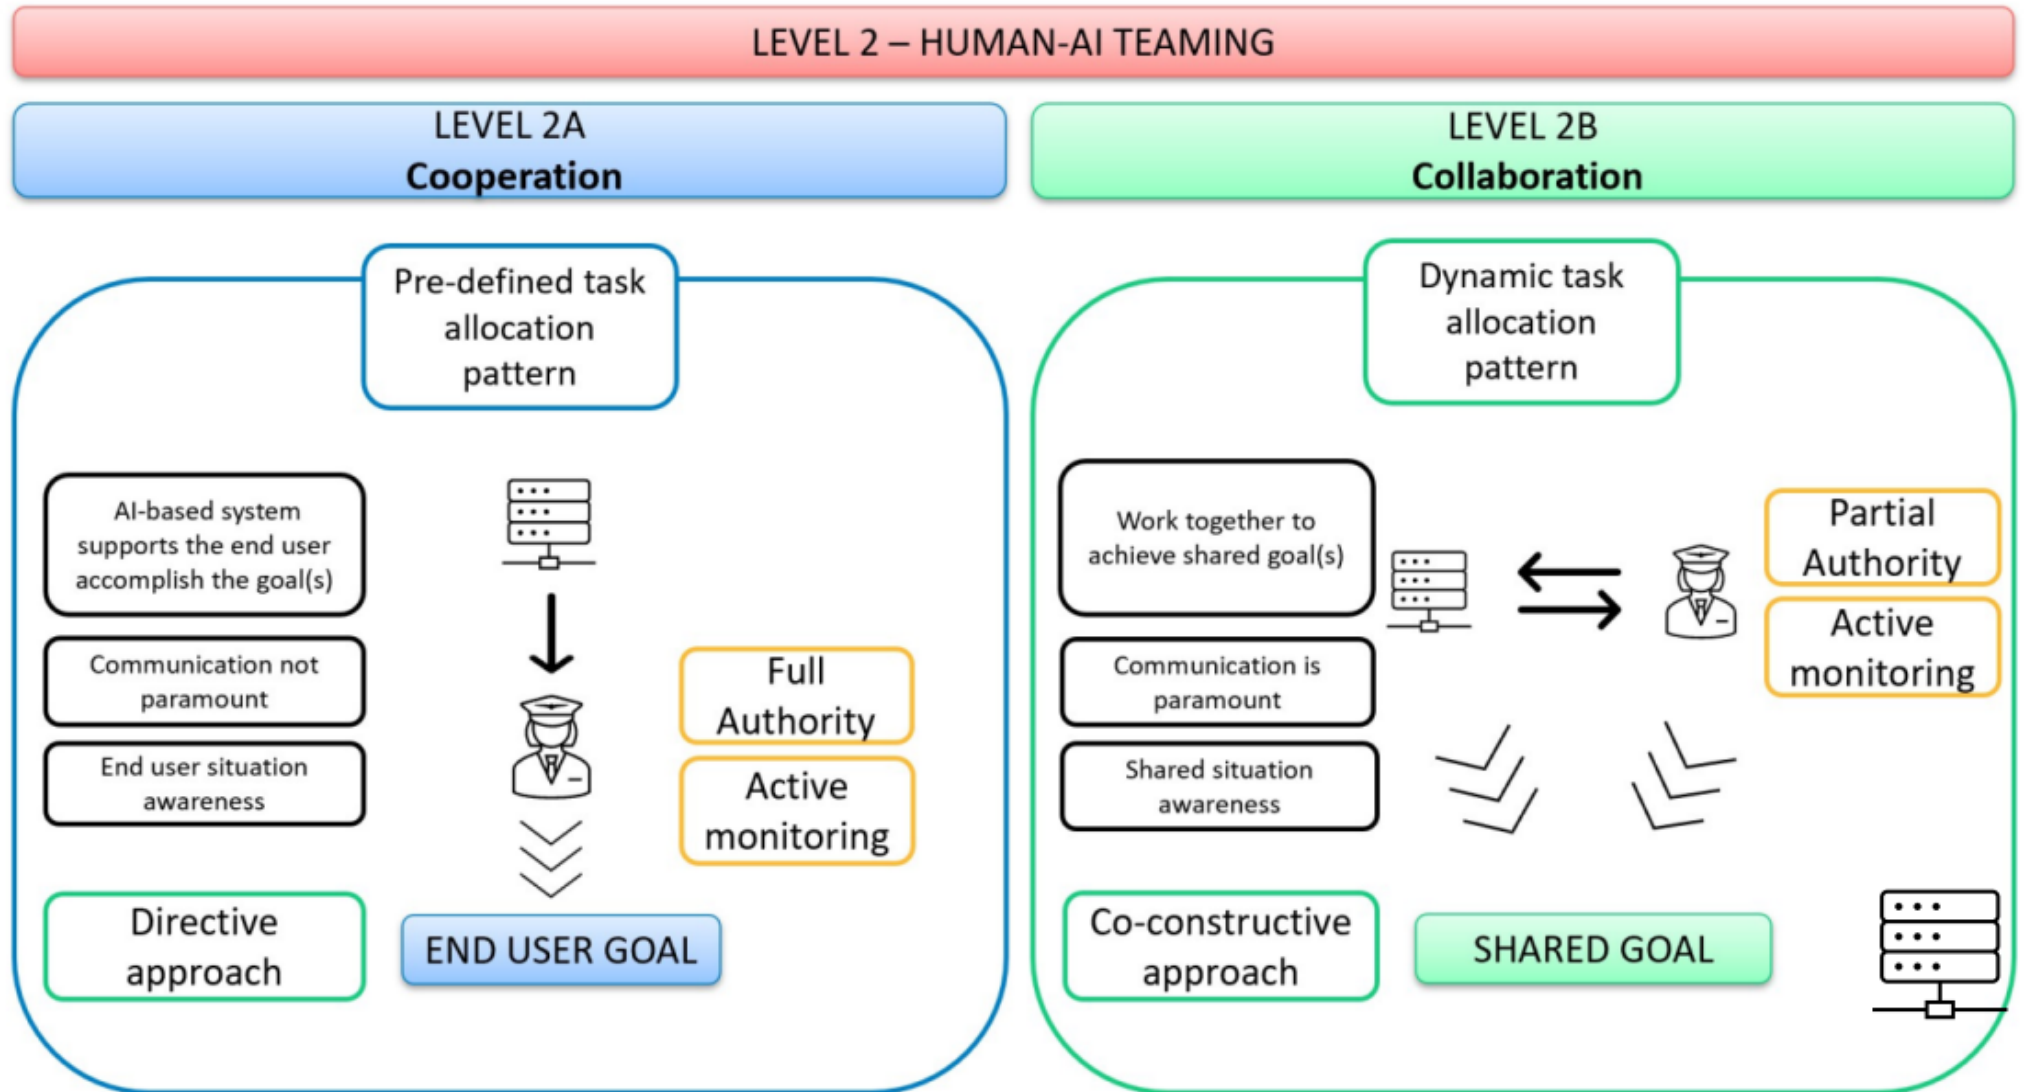 LEVEL 2 – HUMAN-AI TEAMING
LEVEL 2A
Cooperation
Pre-defined task
allocation
pattern
AI-based system
supports the end user
accomplish the goal(s)
Communication not
paramount
End user situation
awareness
Full
Authority
Active
monitoring
Directive
approach
END USER GOAL
LEVEL 2B
Collaboration
Dynamic task
allocation
pattern
Work together to
achieve shared goal(s)
Communication is
paramount
Shared situation
awareness
Partial
Authority
Active
monitoring
Co-constructive
approach
SHARED GOAL